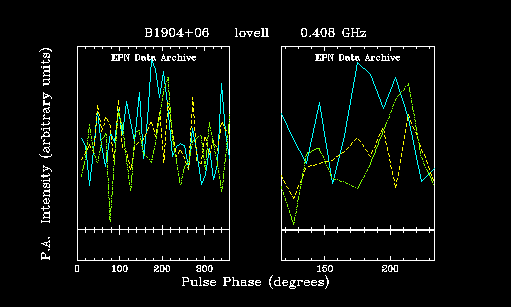 B1904+06 lovell 0.408 GHz
EPN Data Archive EPN Data Archive
P.A. Intensity (arbitrary units)
0 100 200 300 150 200
Pulse Phase (degrees)